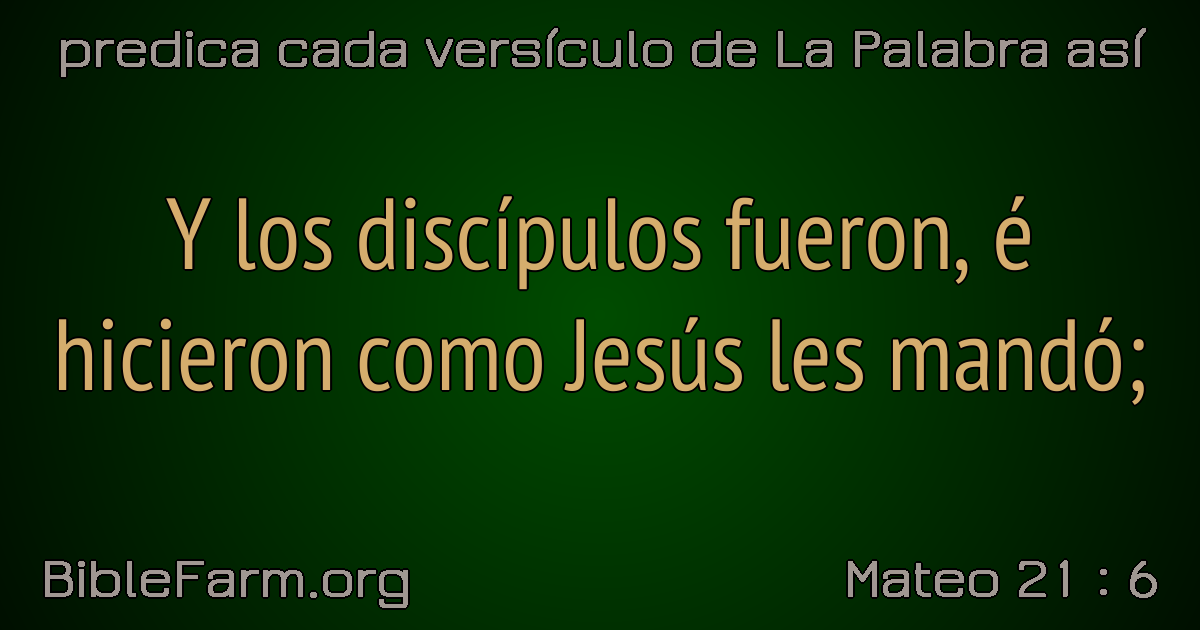 predica cada versículo de La Palabra así
Y los discípulos fueron, é
hicieron como Jesús les mandó;
BibleFarm.org
Mateo 21 : 6